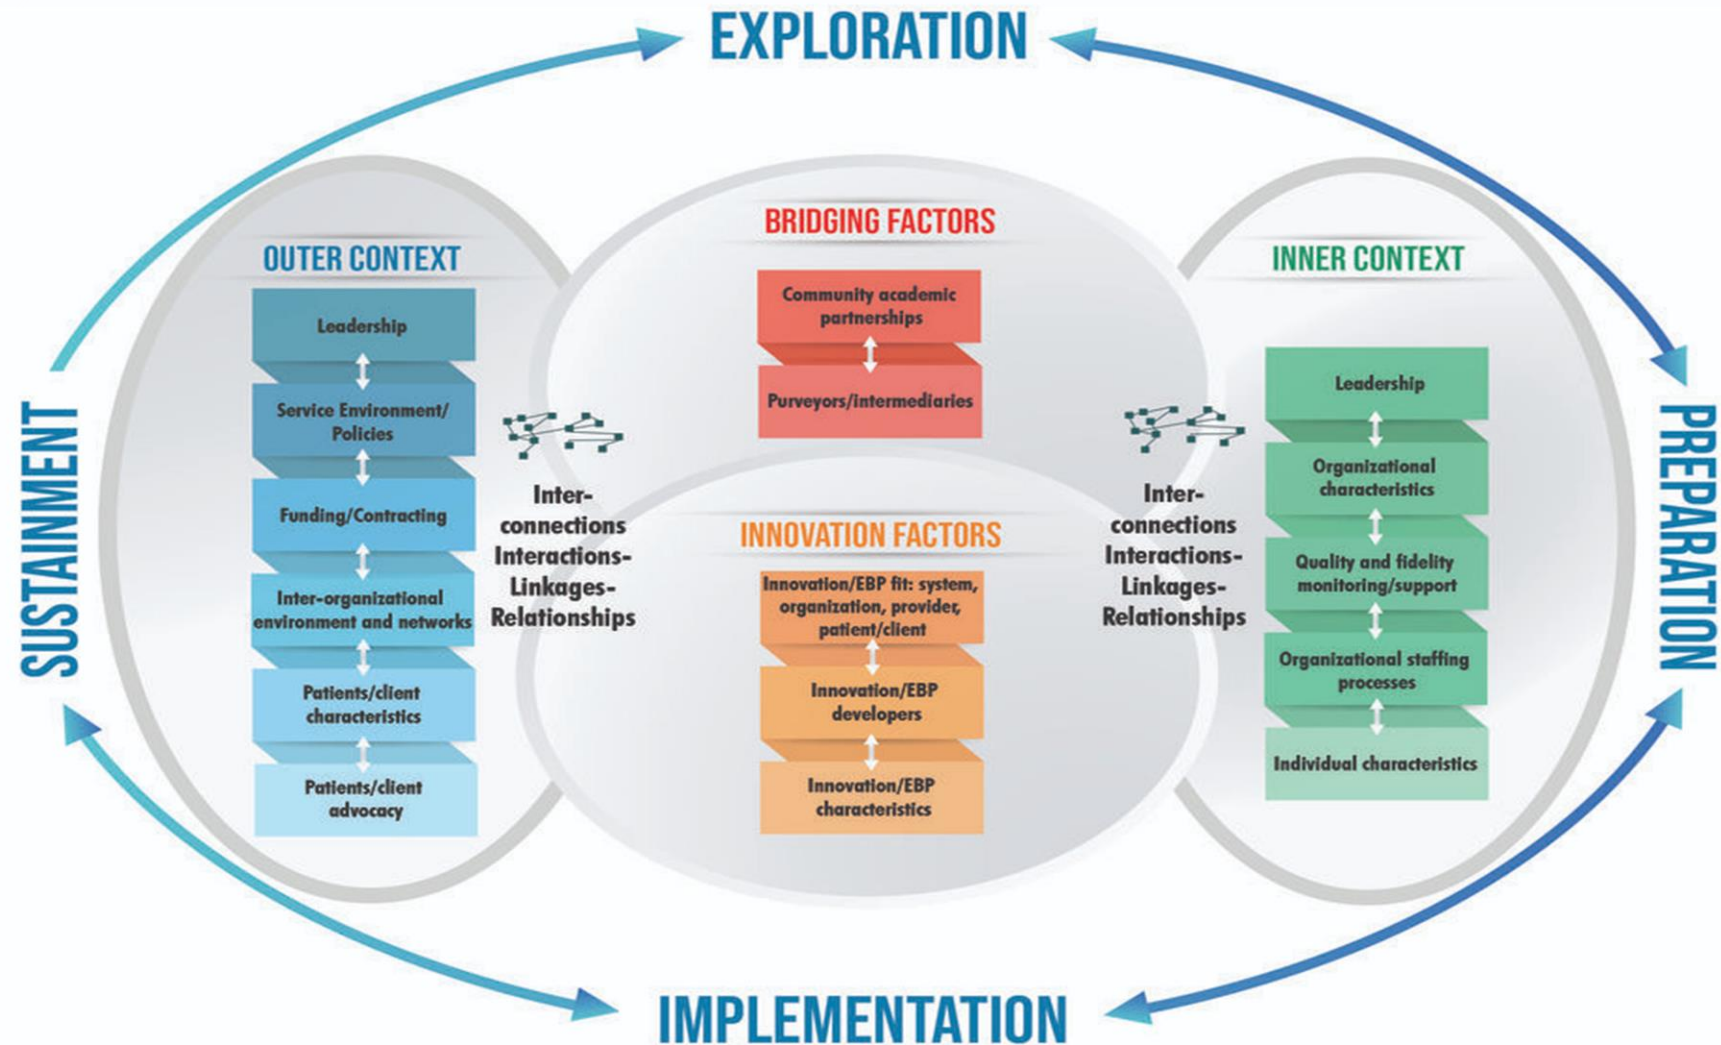 EXPLORATION
SUSTAINMENT
OUTER CONTEXT
Leadership
Service Environment/
Policies
Funding/Contracting
Inter-organizational
environment and networks
Patients/client
characteristics
Patients/client
advocacy
Inter-
connections
Interactions-
Linkages-
Relationships
BRIDGING FACTORS
Community academic
partnerships
Purveyors/intermediaries
INNOVATION FACTORS
Innovation/EBP fit: system,
organization, provider,
patient/client
Innovation/EBP
developers
Innovation/EBP
characteristics
Inter-
connections
Interactions-
Linkages-
Relationships
INNER CONTEXT
Leadership
Organizational
characteristics
Quality and fidelity
monitoring/support
Organizational staffing
processes
Individual characteristics
PREPARATION
IMPLEMENTATION